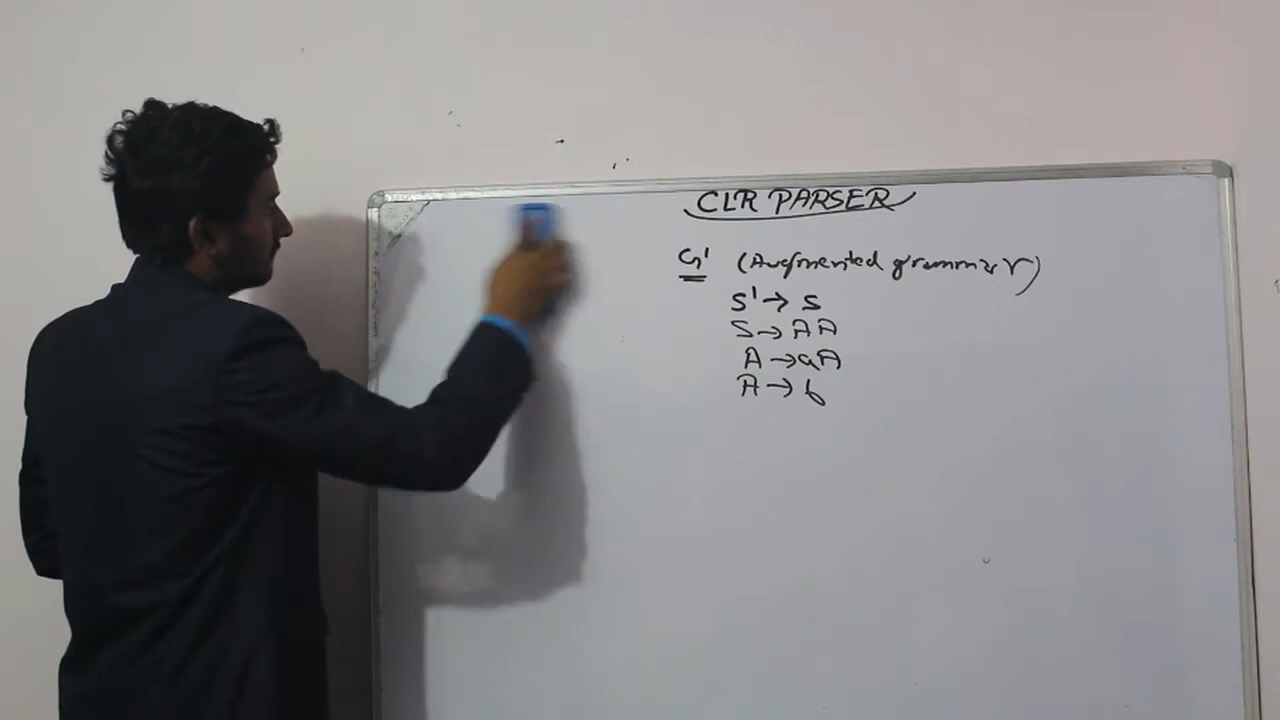 CLR PARSER
G' (Augmented grammar)
S' → S
S → AA
A → aA
A → b